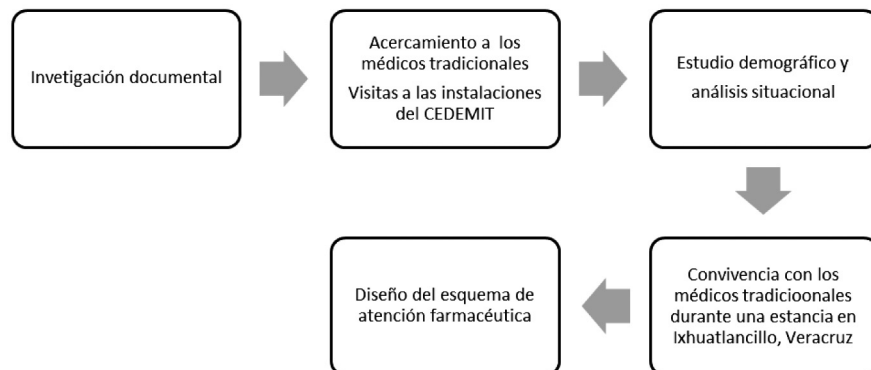 Invetigación documental
Acercamiento a los
médicos tradicionales
Visitas a las instalaciones
del CEDEMIT
Estudio demográfico y
análisis situacional
Convivencia con los
médicos tradicioonales
durante una estancia en
Ixhuatlancillo, Veracruz
Diseño del esquema de
atención farmacéutica